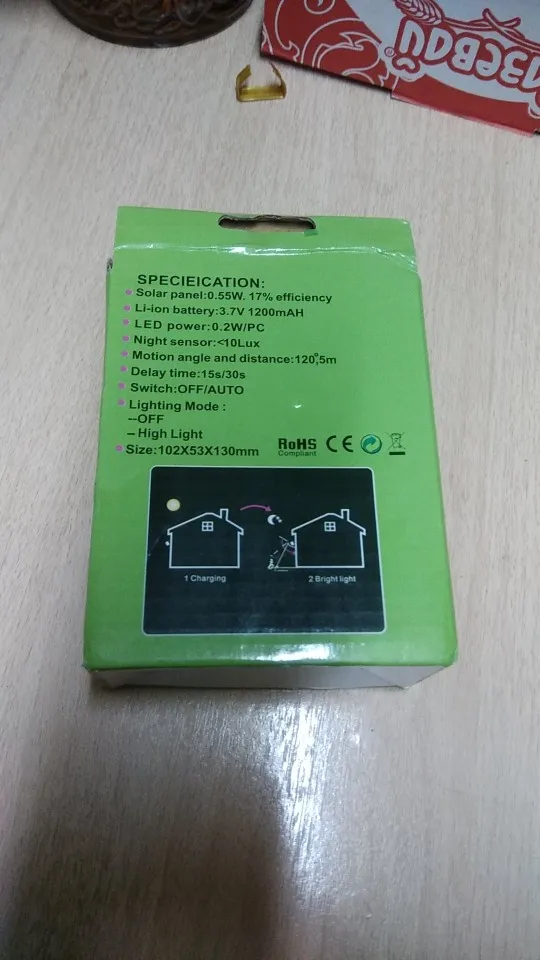 зсвой
SPECIEICATION:
Solar panel:0.55W. 17% efficiency
Li-ion battery:3.7V 1200mAH
LED power:0.2W/PC
Night sensor:<10Lux
Motion angle and distance:120°,5m
Delay time:15s/30s
Switch:OFF/AUTO
Lighting Mode :
--OFF
– High Light
Size:102X53X130mm
RoHS
Compliant
CE
1 Charging
2 Bright light